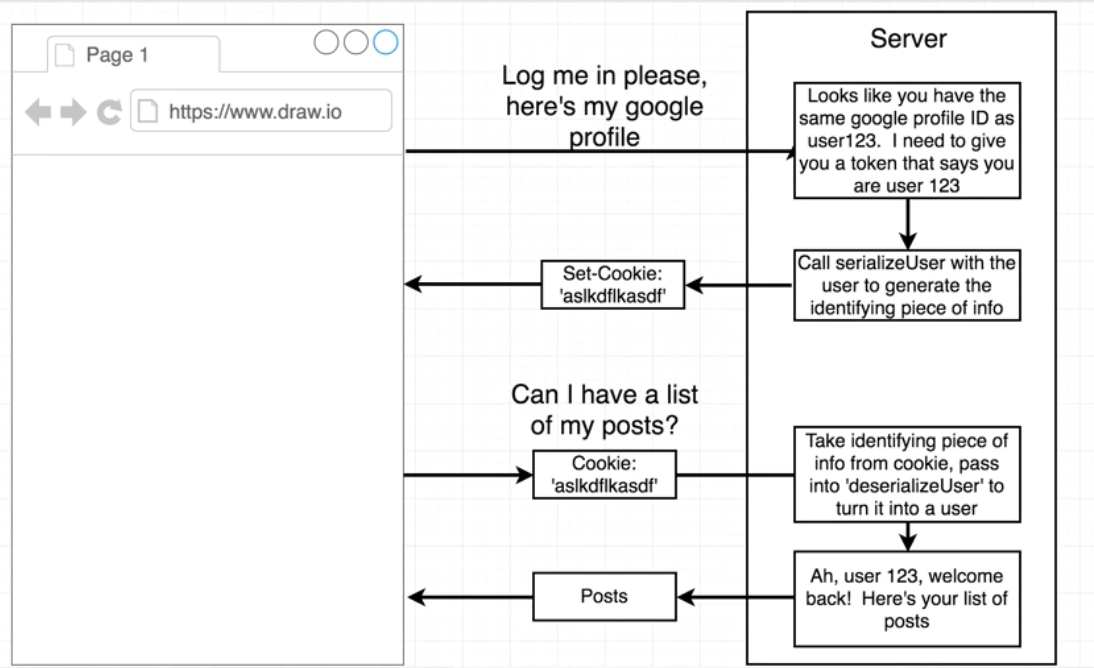 Page 1
https://www.draw.io
Log me in please,
here's my google
profile
Server
Looks like you have the
same google profile ID as
user123.  I need to give
you a token that says you
are user 123
Call serializeUser with the
user to generate the
identifying piece of info
Set-Cookie:
'aslkdflkasdf'
Can I have a list
of my posts?
Cookie:
'aslkdflkasdf'
Take identifying piece of
info from cookie, pass
into 'deserializeUser' to
turn it into a user
Ah, user 123, welcome
back!  Here's your list of
posts
Posts